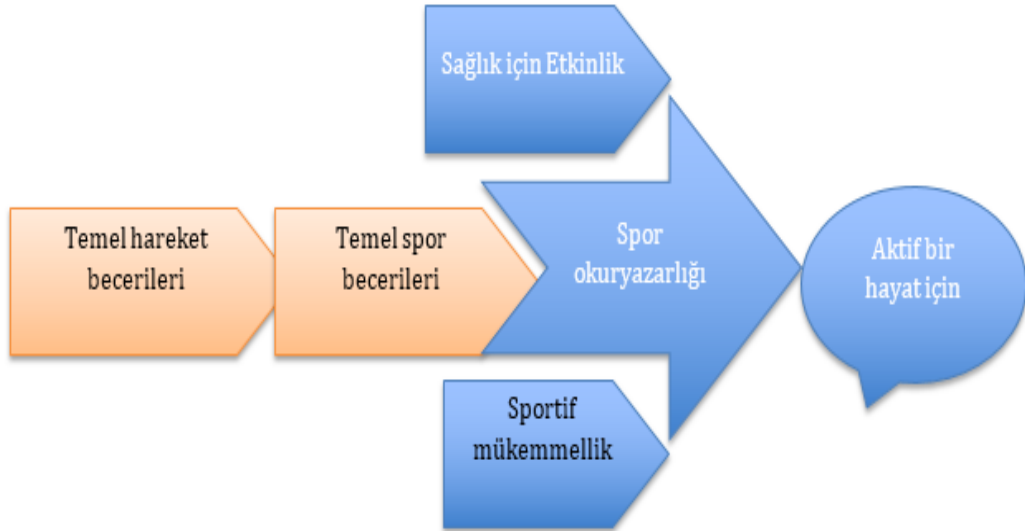 Sağlık için Etkinlik
Temel hareket
becerileri
Temel spor
becerileri
Spor
okuryazarlığı
Aktif bir
hayat için
Sportif
mükemmellik